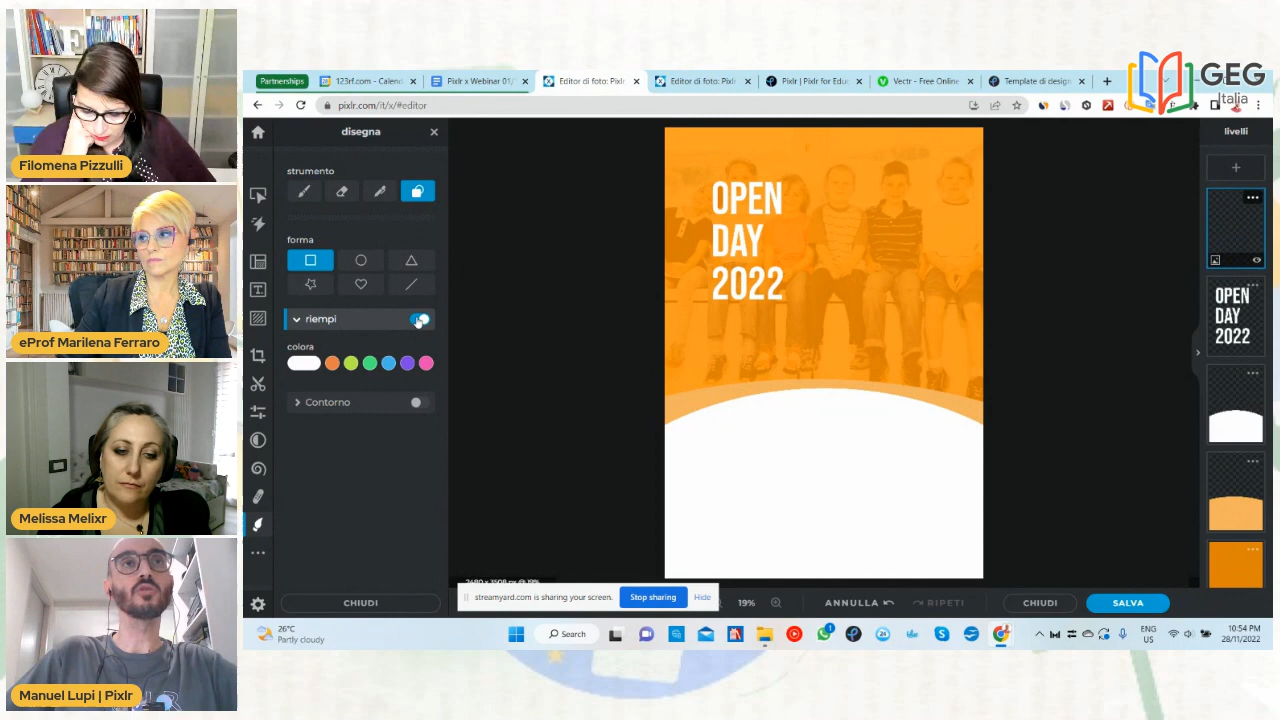 Filomena Pizzulli
eProf Marilena Ferraro
Melissa Melixr
Manuel Lupi | Pixlr
Partnerships
123rf.com - Calend
Pixlr x Webinar 01/
Editor di foto: Pixlr
Editor di foto: Pixlr
Pixlr | Pixlr for Educ
Vectr - Free Online
Template di design
GEG
Italia
pixlr.com/it/x/#editor
disegna
strumento
forma
riempi
colora
Contorno
CHIUDI
OPEN
DAY
2022
livelli
OPEN
DAY
2022
streamyard.com is sharing your screen.
Stop sharing
Hide
19%
ANNULLA
RIPETI
CHIUDI
SALVA
26°C
Partly cloudy
Search
ENG
US
10:54 PM
28/11/2022